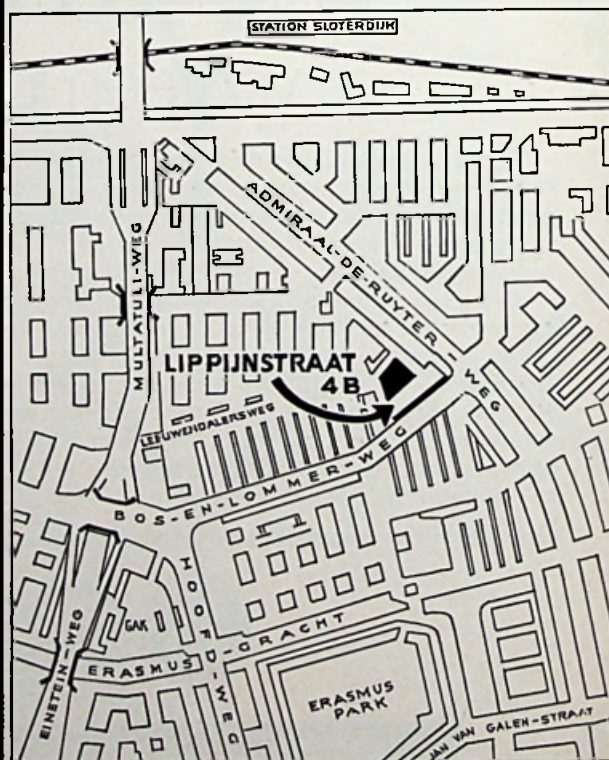 STATION SLOTERDIJK
ADMIRAAL-DE-RUYTER-WEG
MULTATULI-WEG
LIPPIJNSTRAAT
4B
LEEUWENDALERSWEG
BOS-EN-LOMMER-WEG
HOOFD-WEG
GAK
ERASMUS-GRACHT
EINSTEIN-WEG
ERASMUS
PARK
JAN VAN GALEN-STRAAT